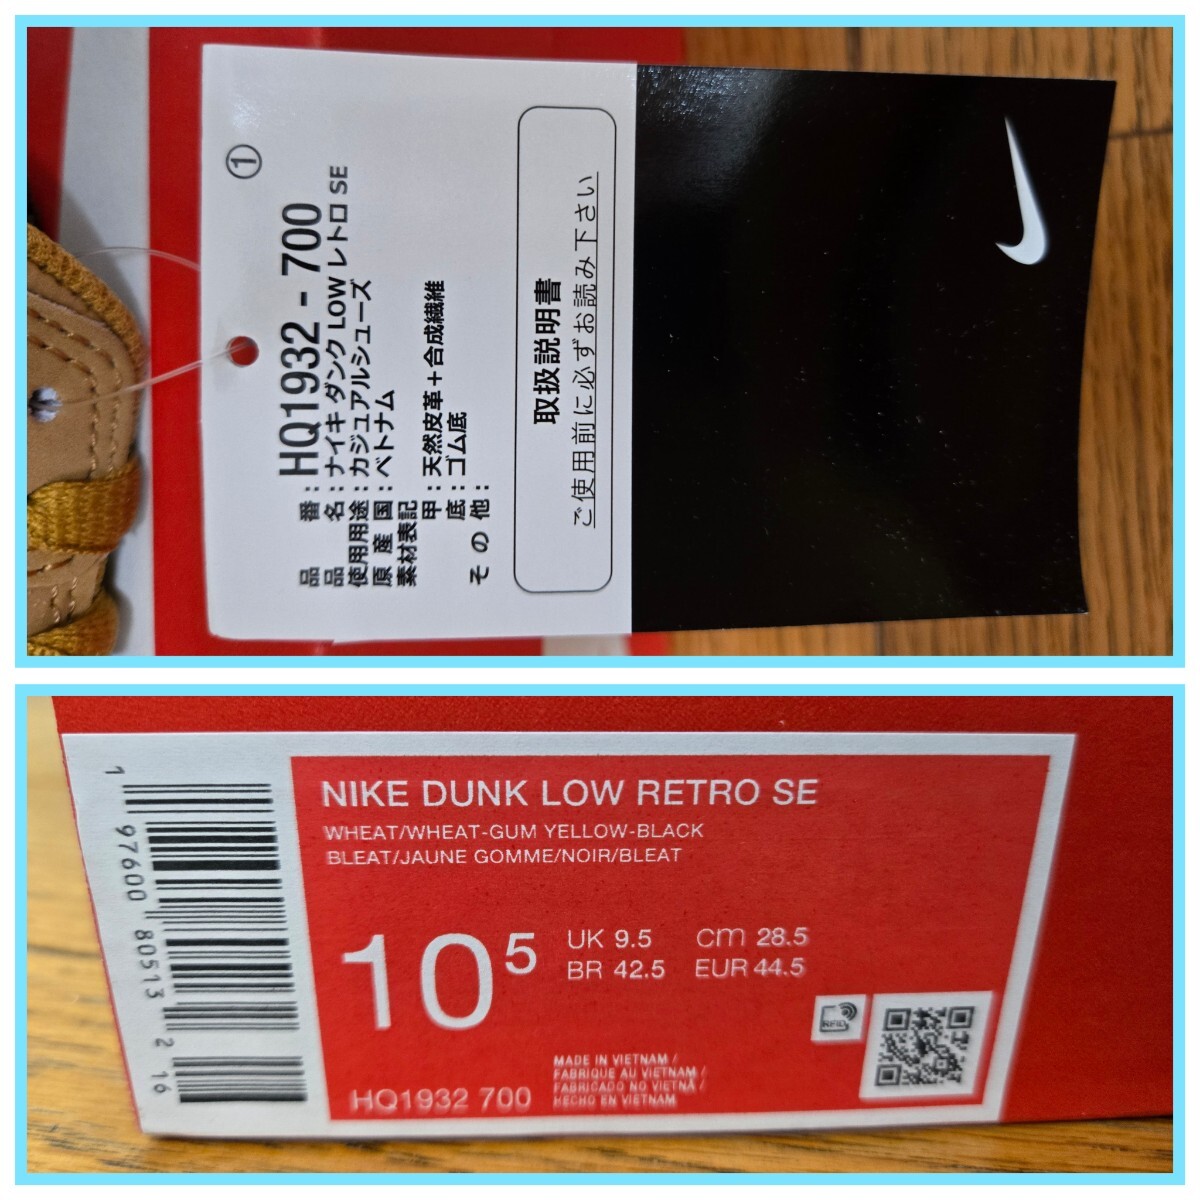 ①
品番：HQ1932 - 700
品名：ナイキ ダンク LOW レトロ SE
使用用途：カジュアルシューズ
原産国：ベトナム
素材表記
甲：天然皮革＋合成繊維
底：ゴム底
その他：
取扱説明書
ご使用前に必ずお読み下さい
1 97600 80513 2 16
NIKE DUNK LOW RETRO SE
WHEAT/WHEAT-GUM YELLOW-BLACK
BLEAT/JAUNE GOMME/NOIR/BLEAT
10⁵
UK 9.5 cm 28.5
BR 42.5 EUR 44.5
RFID
MADE IN VIETNAM /
FABRIQUE AU VIETNAM /
FABRICADO NO VIETNÃ /
HECHO EN VIETNAM
HQ1932 700